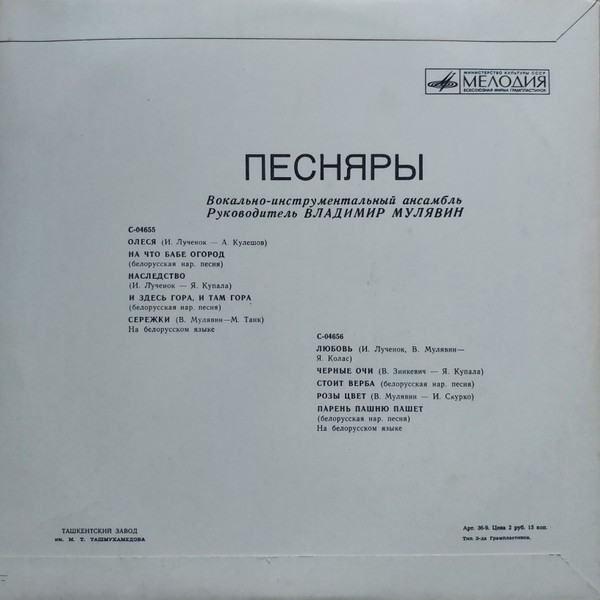 МИНИСТЕРСТВО КУЛЬТУРЫ СССР
МЕЛОДИЯ
ВСЕСОЮЗНАЯ ФИРМА ГРАМПЛАСТИНОК
ПЕСНЯРЫ
Вокально-инструментальный ансамбль
Руководитель ВЛАДИМИР МУЛЯВИН
С-04655
ОЛЕСЯ (И. Лученок — А. Кулешов)
НА ЧТО БАБЕ ОГОРОД
(белорусская нар. песня)
НАСЛЕДСТВО
(И. Лученок — Я. Купала)
И ЗДЕСЬ ГОРА, И ТАМ ГОРА
(белорусская нар. песня)
СЕРЕЖКИ (В. Мулявин—М. Танк)
На белорусском языке
С-04656
ЛЮБОВЬ (И. Лученок, В. Мулявин—
Я. Колас)
ЧЕРНЫЕ ОЧИ (В. Зинкевич — Я. Купала)
СТОИТ ВЕРБА (белорусская нар. песня)
РОЗЫ ЦВЕТ (В. Мулявин — И. Скурко)
ПАРЕНЬ ПАШНЮ ПАШЕТ
(белорусская нар. песня)
На белорусском языке
ТАШКЕНТСКИЙ ЗАВОД
им. М. Т. ТАШМУХАМЕДОВА
Арт. 36-9. Цена 2 руб. 15 коп.
Тип. з-да Грампластинок.